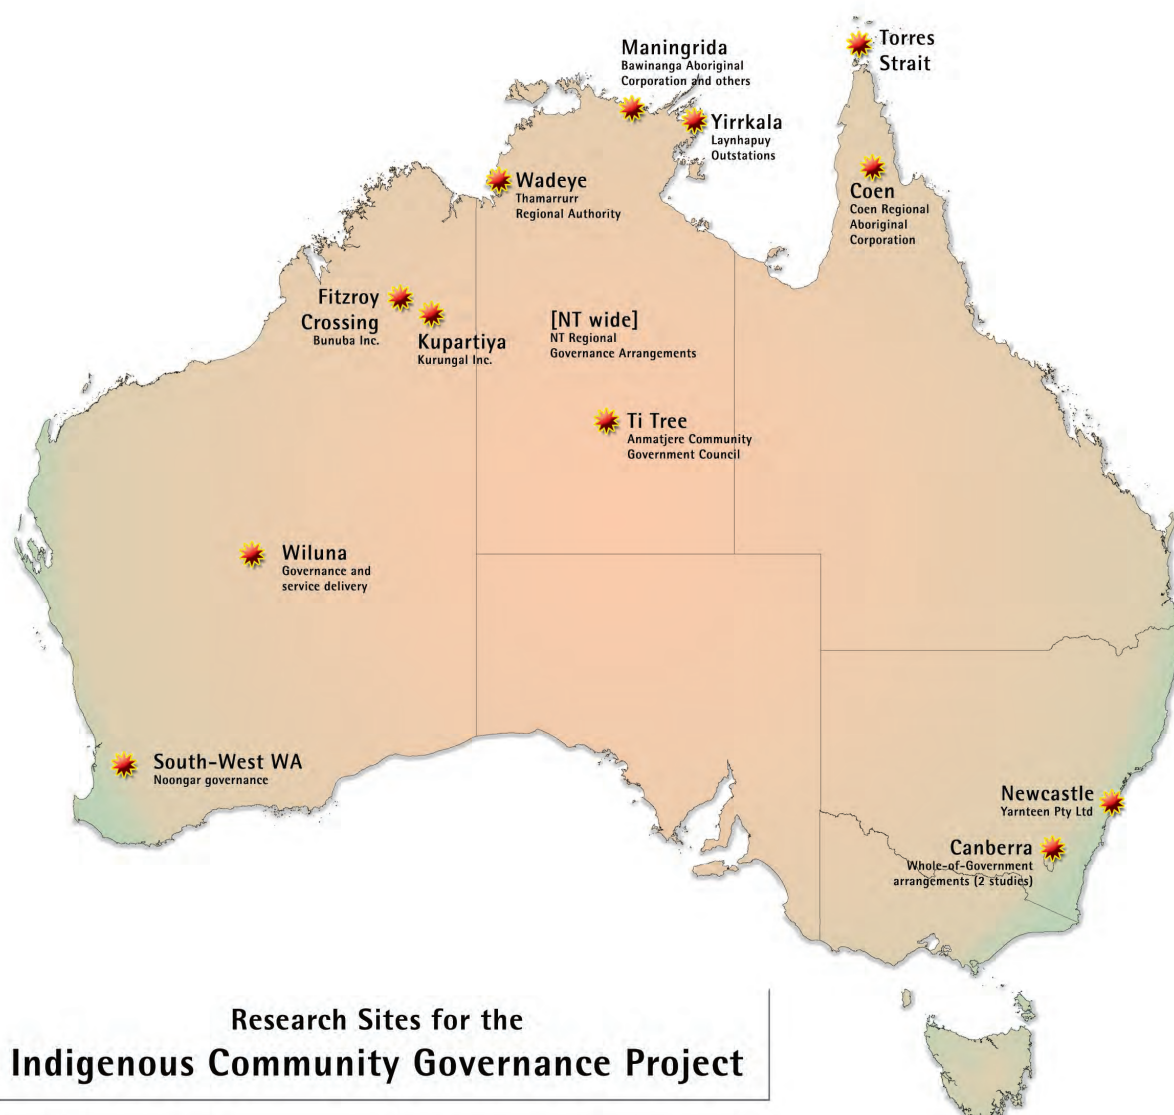 Torres
Strait
Maningrida
Bawinanga Aboriginal
Corporation and others
Yirrkala
Laynhapuy
Outstations
Wadeye
Thamarrurr
Regional Authority
Coen
Coen Regional
Aboriginal
Corporation
Fitzroy
Crossing
Bunuba Inc.
Kupartiya
Kurungal Inc.
[NT wide]
NT Regional
Governance Arrangements
Ti Tree
Anmatjere Community
Government Council
Wiluna
Governance and
service delivery
South-West WA
Noongar governance
Newcastle
Yarnteen Pty Ltd
Canberra
Whole-of-Government
arrangements (2 studies)
Research Sites for the
Indigenous Community Governance Project